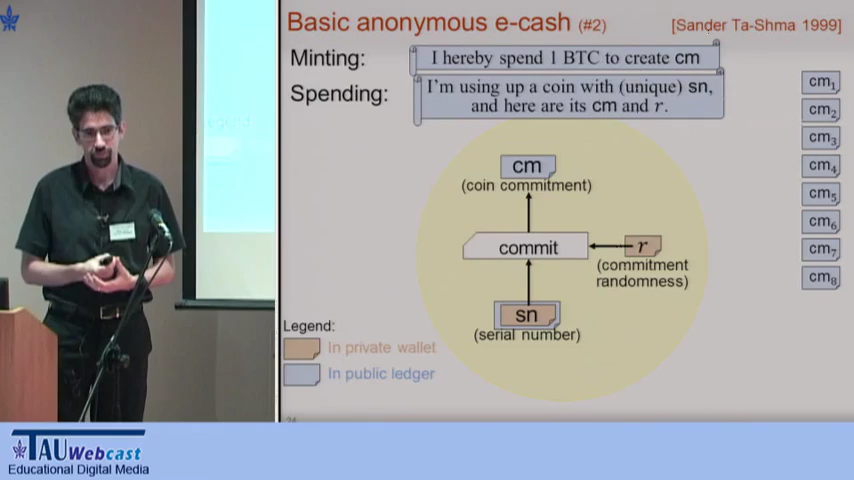 Basic anonymous e-cash (#2)
[Sander Ta-Shma 1999]
Minting:
I hereby spend 1 BTC to create cm
Spending:
I'm using up a coin with (unique) sn,
and here are its cm and r.
cm
(coin commitment)
commit
r
(commitment
randomness)
sn
(serial number)
cm1
cm2
cm3
cm4
cm5
cm6
cm7
cm8
Legend:
In private wallet
In public ledger
TAU Webcast
Educational Digital Media